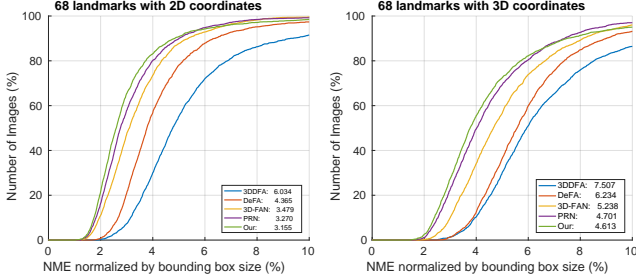 68 landmarks with 2D coordinates
100
80
60
40
20
0
Number of Images (%)
3DDFA: 6.034
DeFA: 4.365
3D-FAN: 3.479
PRN: 3.270
Our: 3.155
0 2 4 6 8 10
NME normalized by bounding box size (%)
68 landmarks with 3D coordinates
100
80
60
40
20
0
Number of Images (%)
3DDFA: 7.507
DeFA: 6.234
3D-FAN: 5.238
PRN: 4.701
Our: 4.613
0 2 4 6 8 10
NME normalized by bounding box size (%)